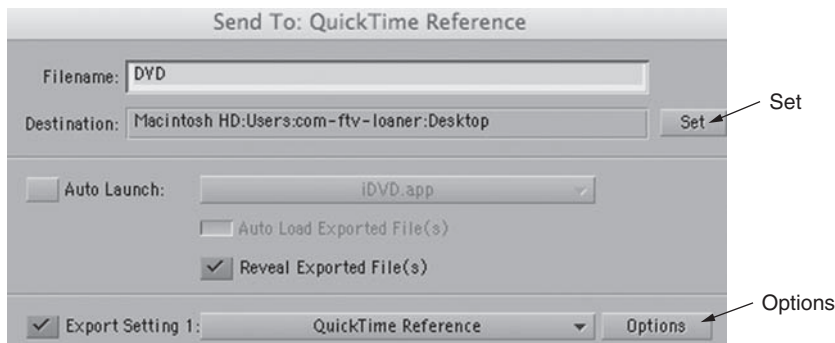 Send To: QuickTime Reference
Filename: DVD
Destination: Macintosh HD:Users:com-ftv-loaner:Desktop Set
Set
Auto Launch: iDVD.app
Auto Load Exported File(s)
Reveal Exported File(s)
Options
Export Setting 1: QuickTime Reference Options